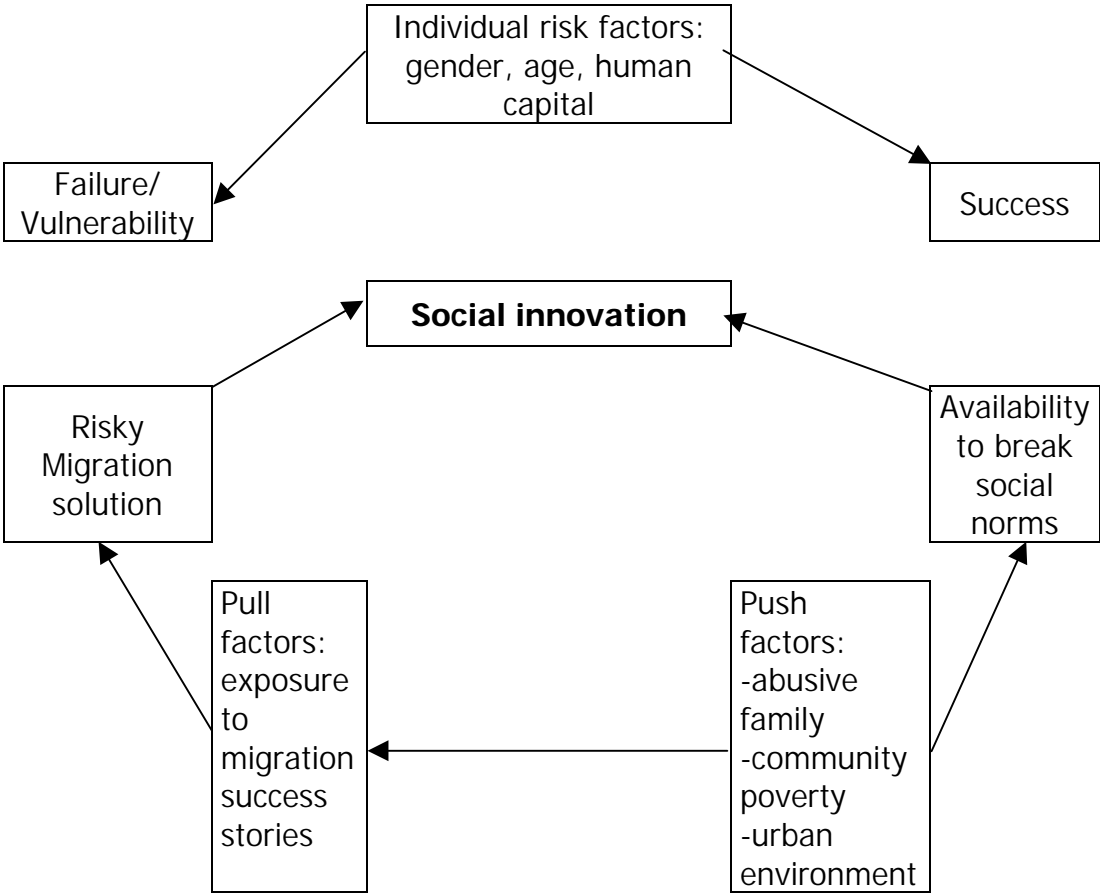 Individual risk factors:
gender, age, human
capital
Failure/
Vulnerability
Success
Social innovation
Risky
Migration
solution
Availability
to break
social
norms
Pull
factors:
exposure
to
migration
success
stories
Push
factors:
-abusive
family
-community
poverty
-urban
environment